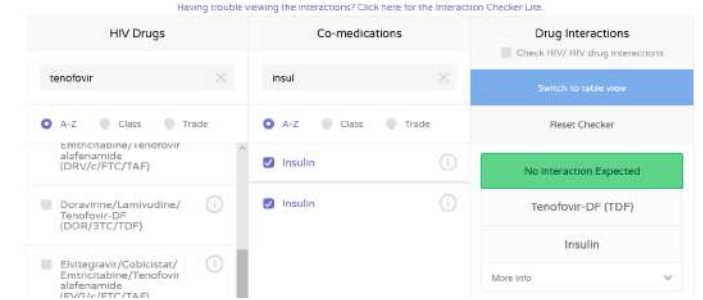 Having trouble viewing the interactions? Click here for the Interaction Checker Lite.
HIV Drugs
tenofovir
A-Z Class Trade
Emtricitabine/Tenofovir
alafenamide
(DRV/c/FTC/TAF)
Doravirine/Lamivudine/
Tenofovir-DF
(DOR/3TC/TDF)
Elvitegravir/Cobicistat/
Emtricitabine/Tenofovir
alafenamide
(EVG/c/FTC/TAF)
Co-medications
insul
A-Z Class Trade
Insulin
Insulin
Drug Interactions
Check HIV/ HIV drug interactions
Switch to table view
Reset Checker
No Interaction Expected
Tenofovir-DF (TDF)
Insulin
More Info